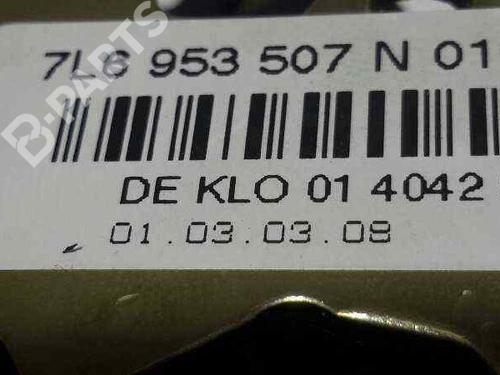 7L6 953 507 N 01
B-PARTS
DE KLO 01 4042
01.03.03.08